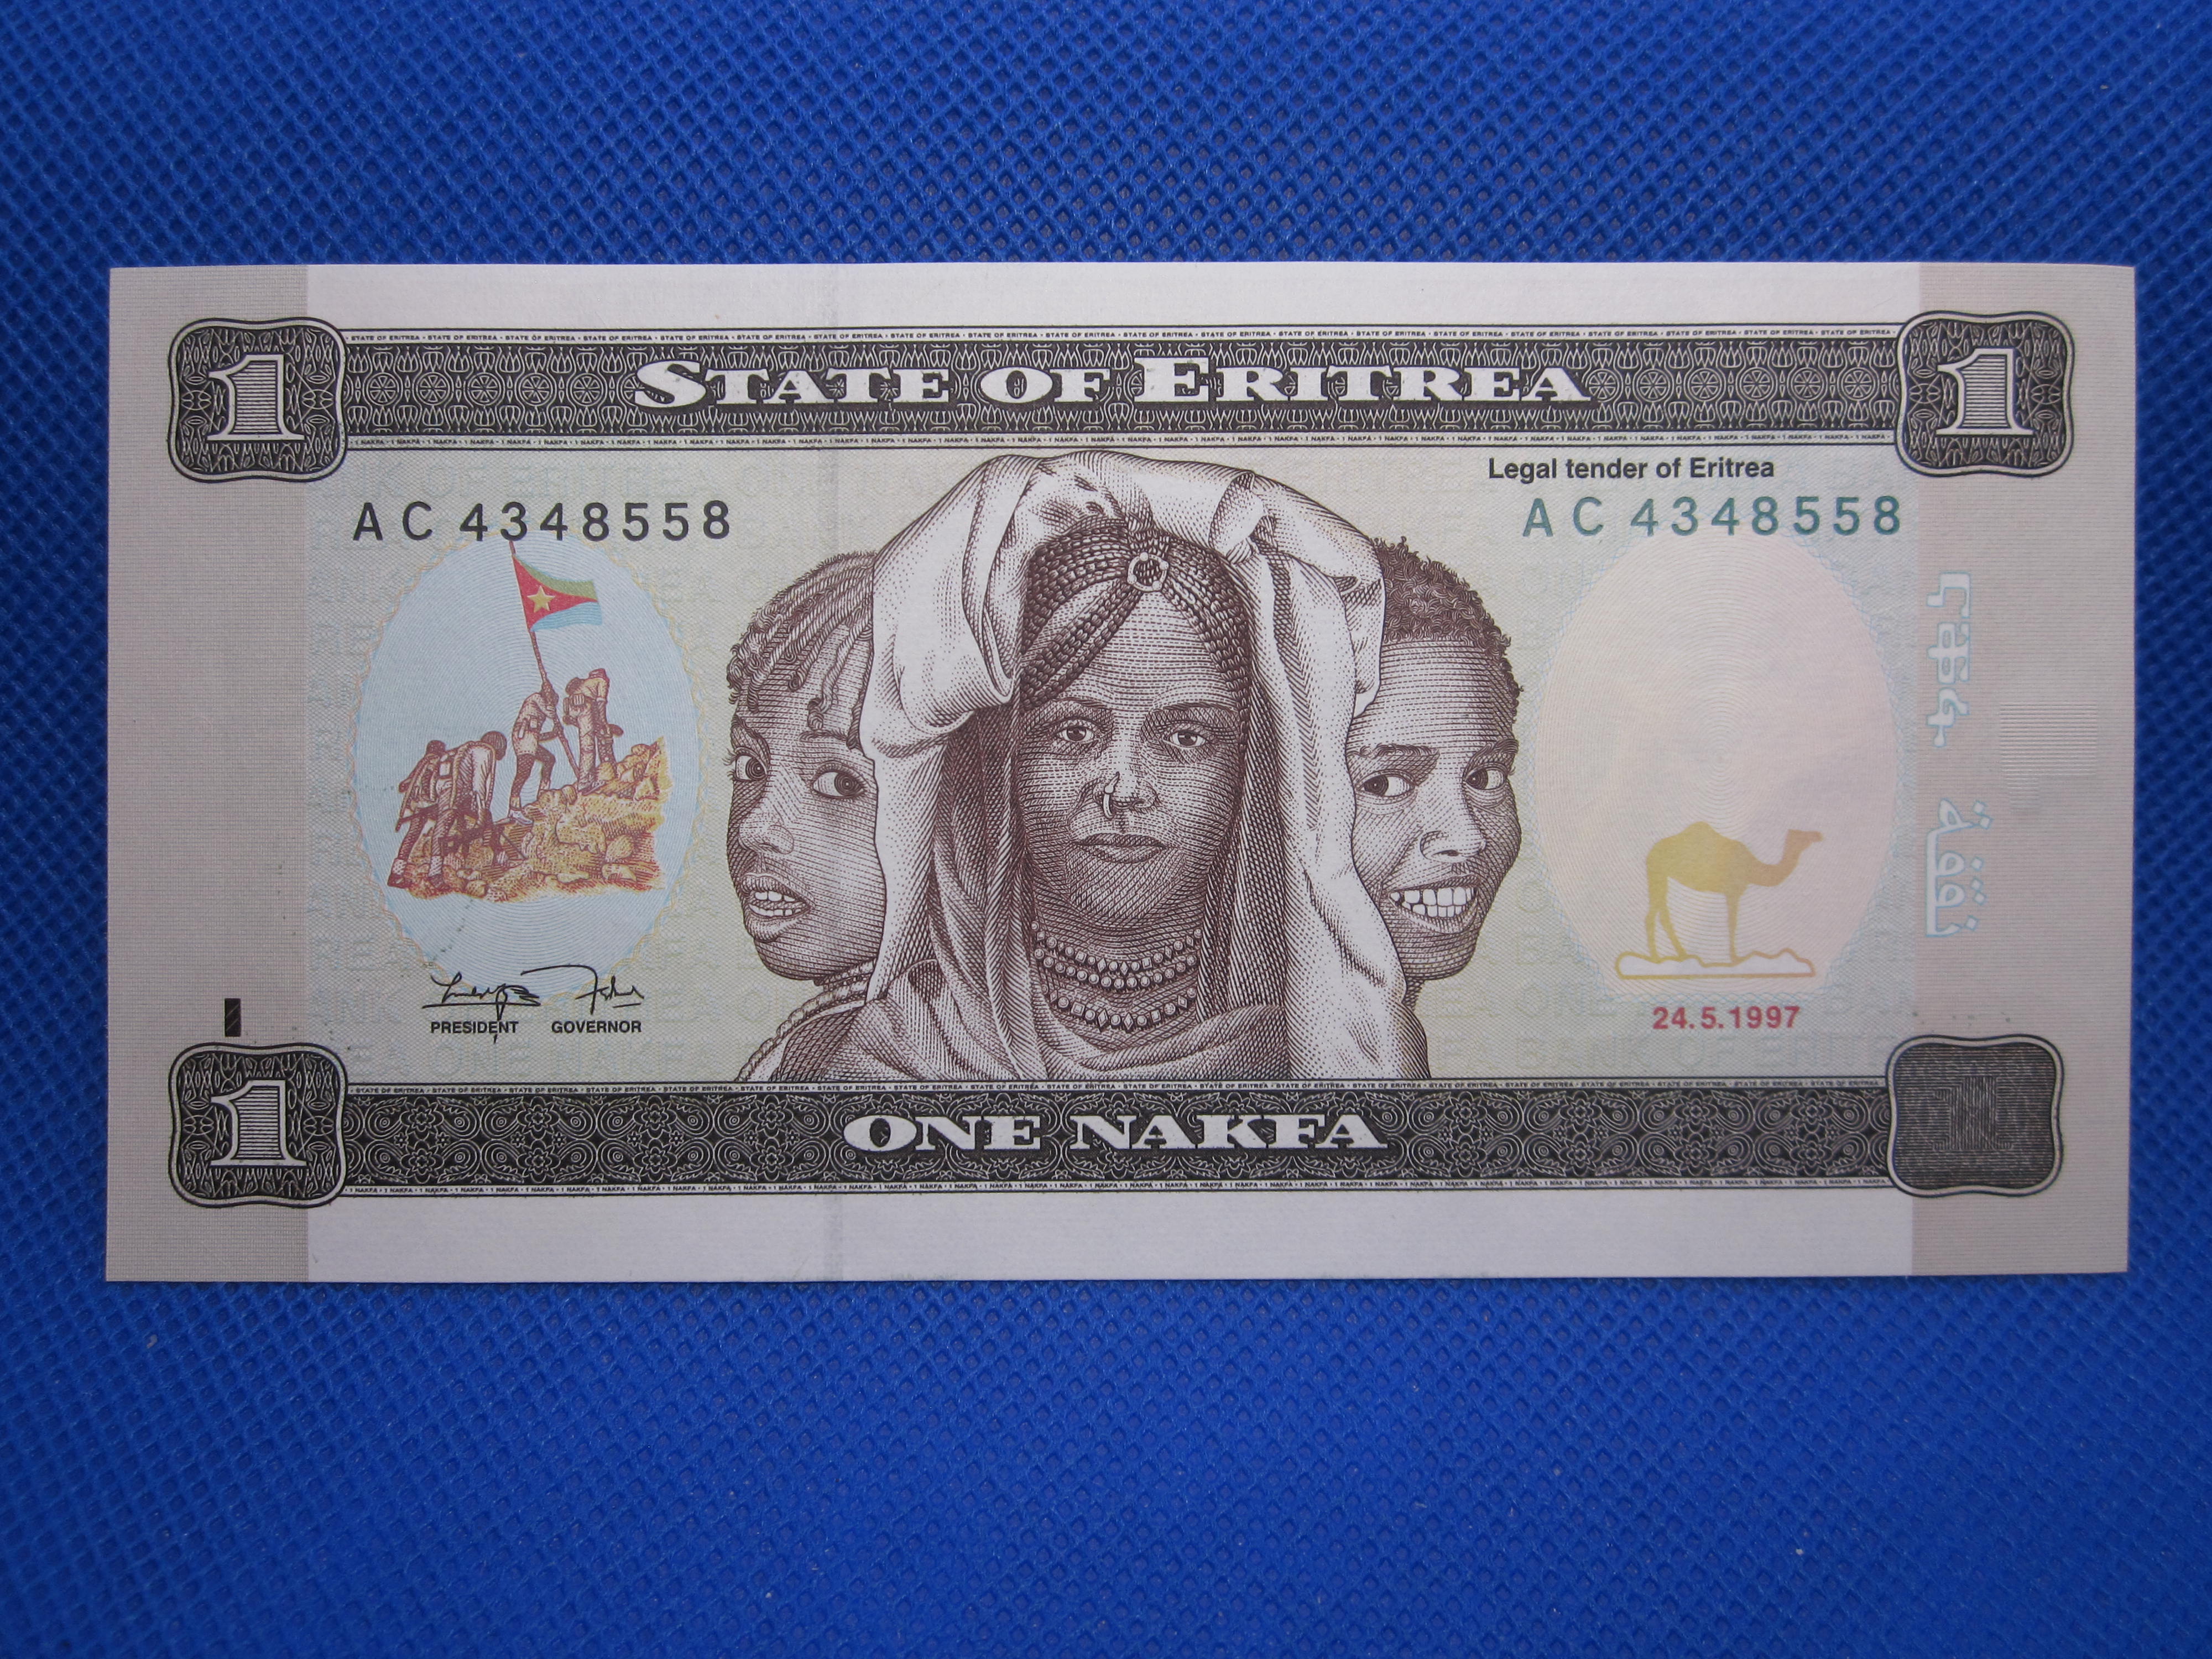 1 STATE OF ERITREA 1
Legal tender of Eritrea
AC 4348558
AC 4348558
ናቕፋ نقفة
PRESIDENT GOVERNOR
24.5.1997
1 ONE NAKFA